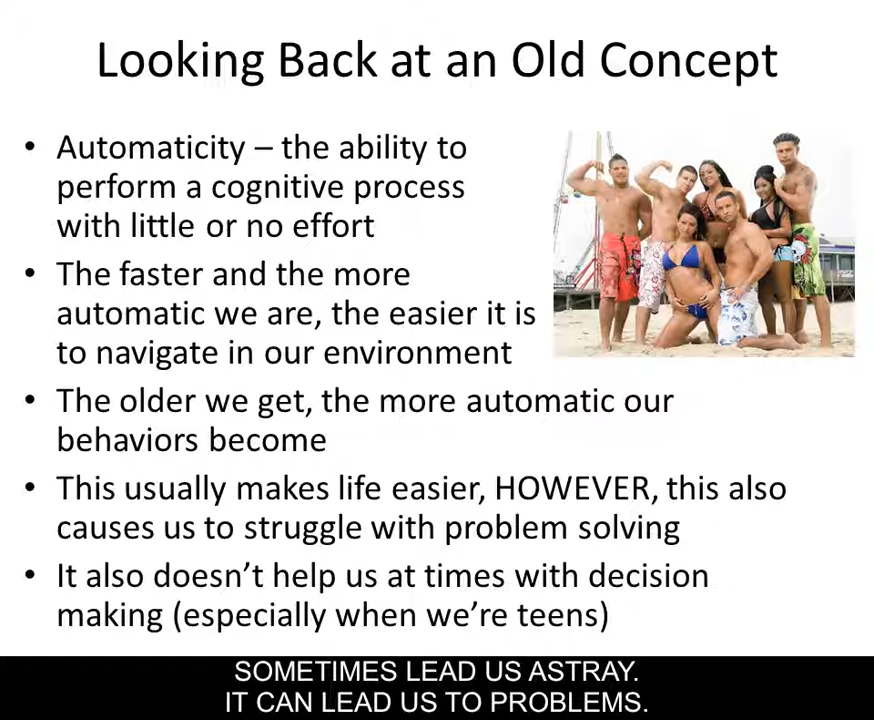 Looking Back at an Old Concept
• Automaticity – the ability to
perform a cognitive process
with little or no effort
• The faster and the more
automatic we are, the easier it is
to navigate in our environment
• The older we get, the more automatic our
behaviors become
• This usually makes life easier, HOWEVER, this also
causes us to struggle with problem solving
• It also doesn’t help us at times with decision
making (especially when we’re teens)
SOMETIMES LEAD US ASTRAY.
IT CAN LEAD US TO PROBLEMS.